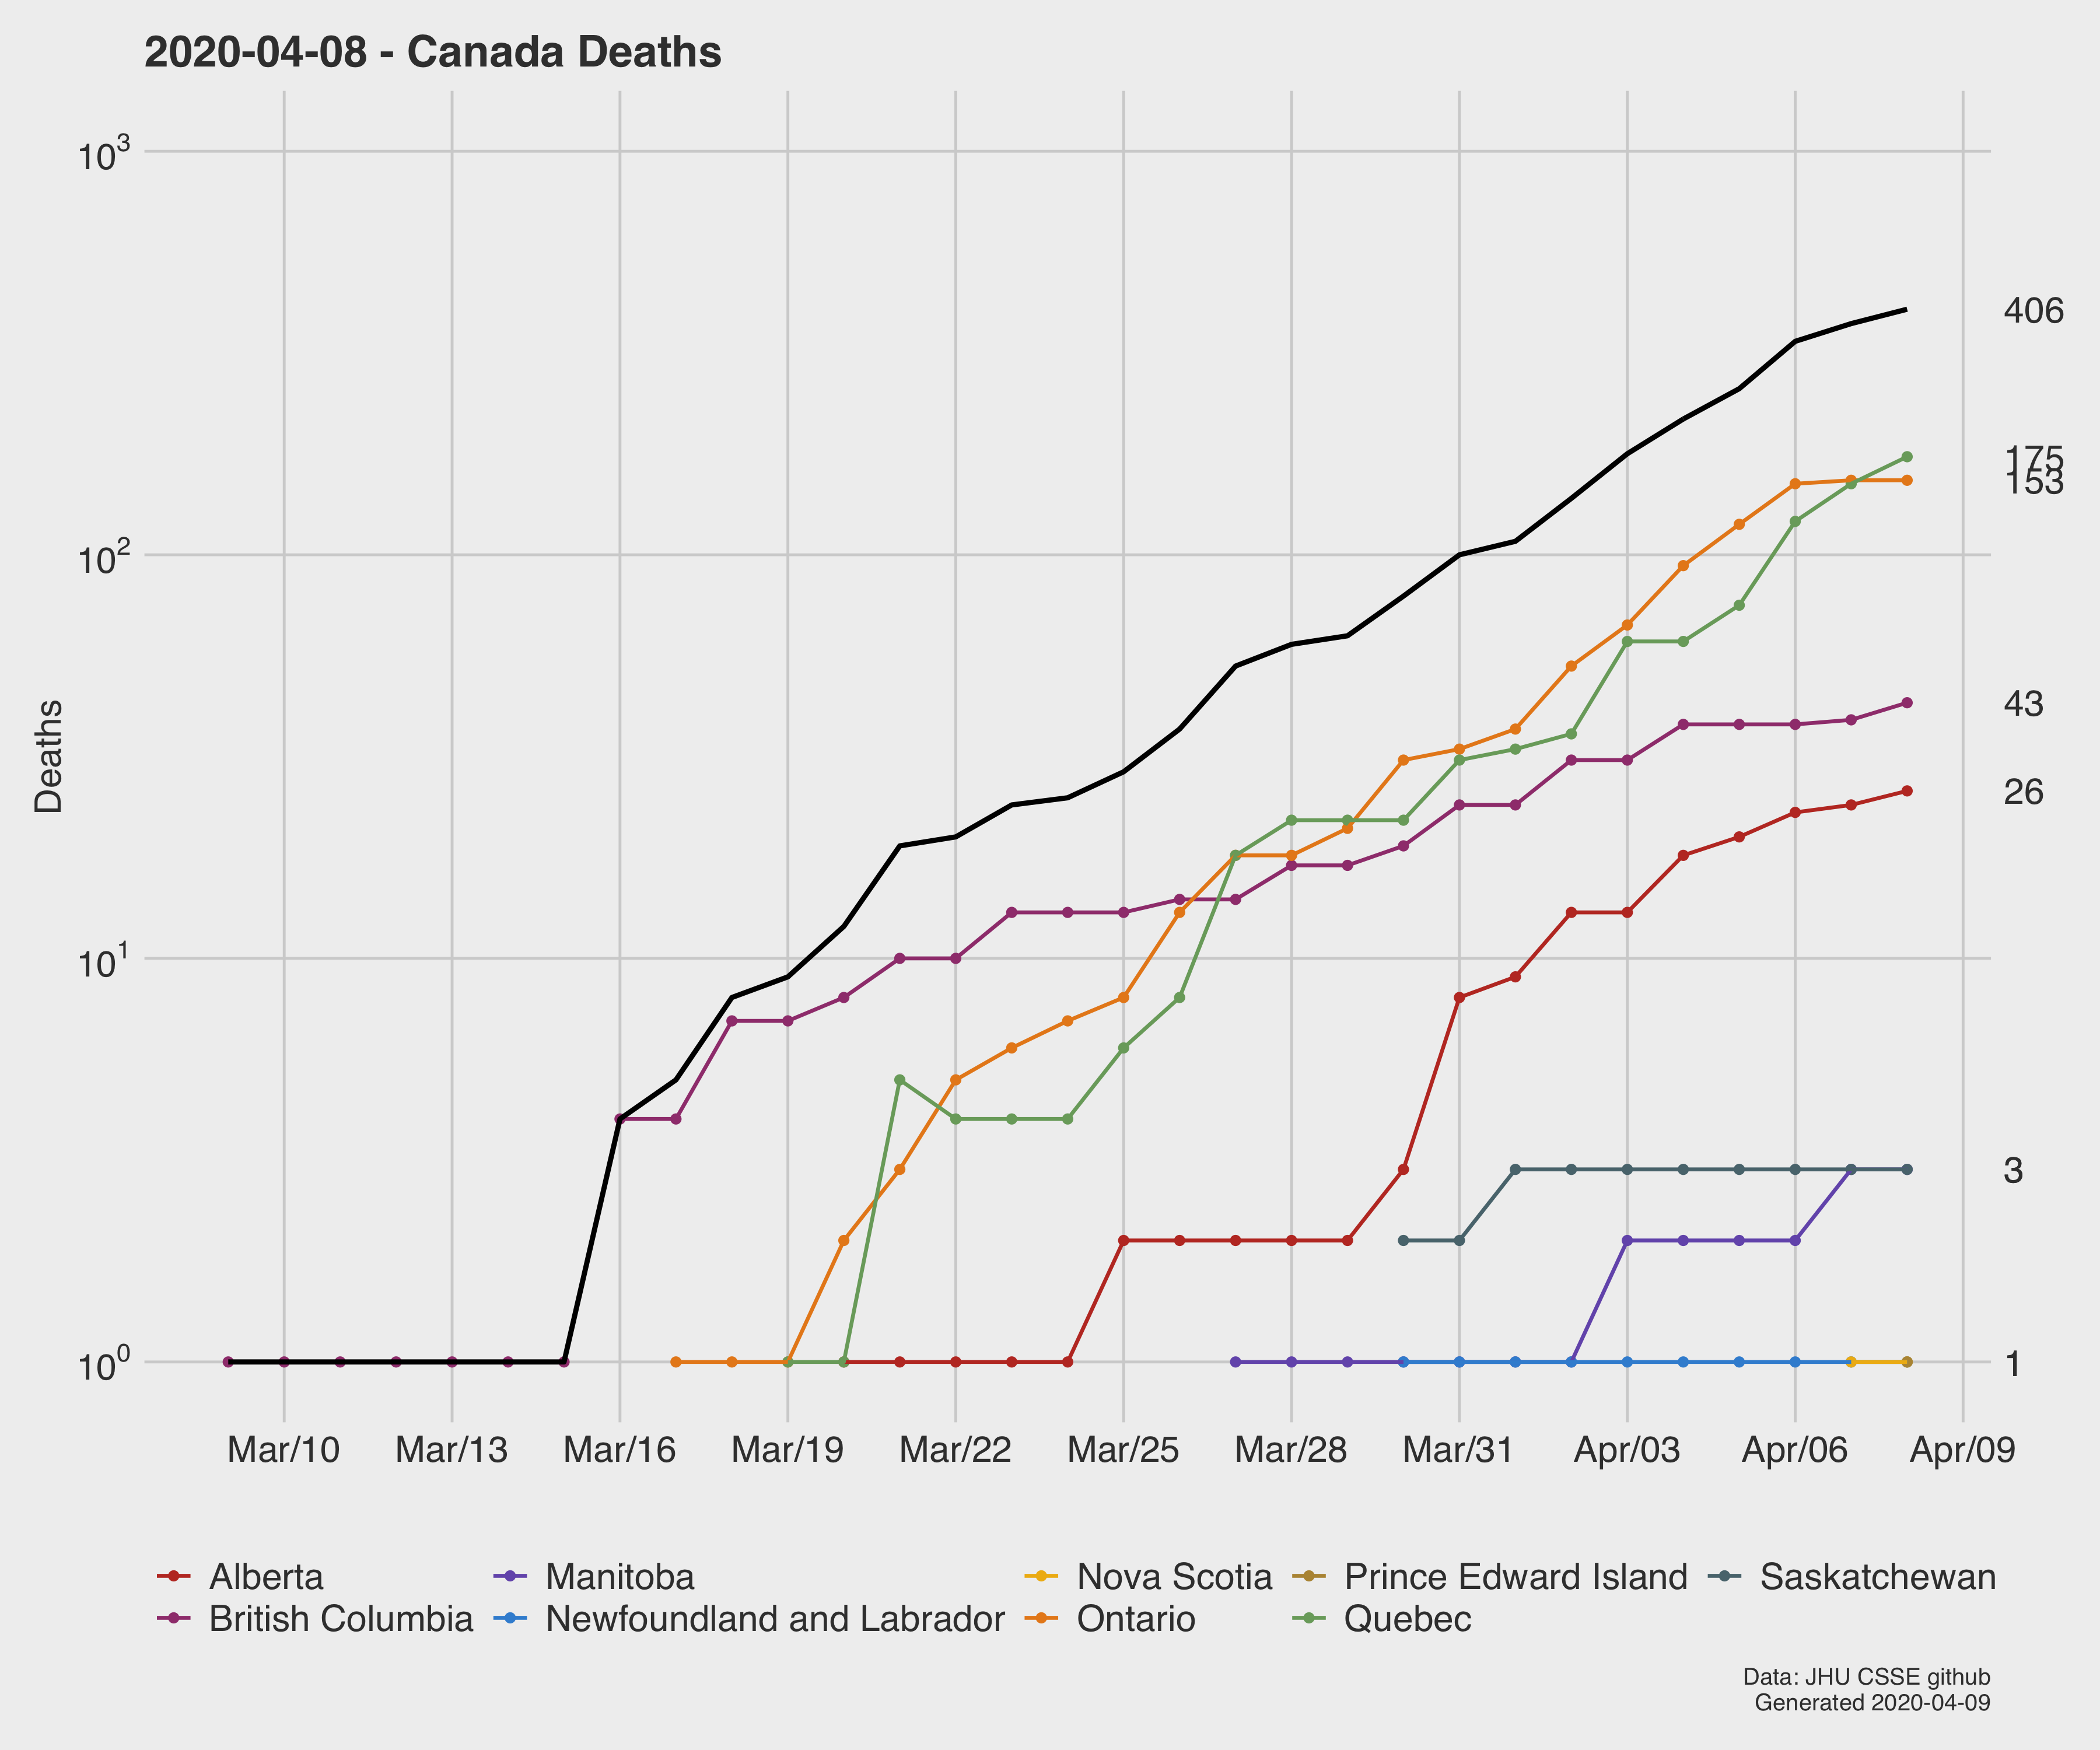 2020-04-08 - Canada Deaths
Deaths
10³
10²
10¹
10⁰
406
175
153
43
26
3
1
Mar/10 Mar/13 Mar/16 Mar/19 Mar/22 Mar/25 Mar/28 Mar/31 Apr/03 Apr/06 Apr/09
Alberta Manitoba Nova Scotia Prince Edward Island Saskatchewan
British Columbia Newfoundland and Labrador Ontario Quebec
Data: JHU CSSE github
Generated 2020-04-09